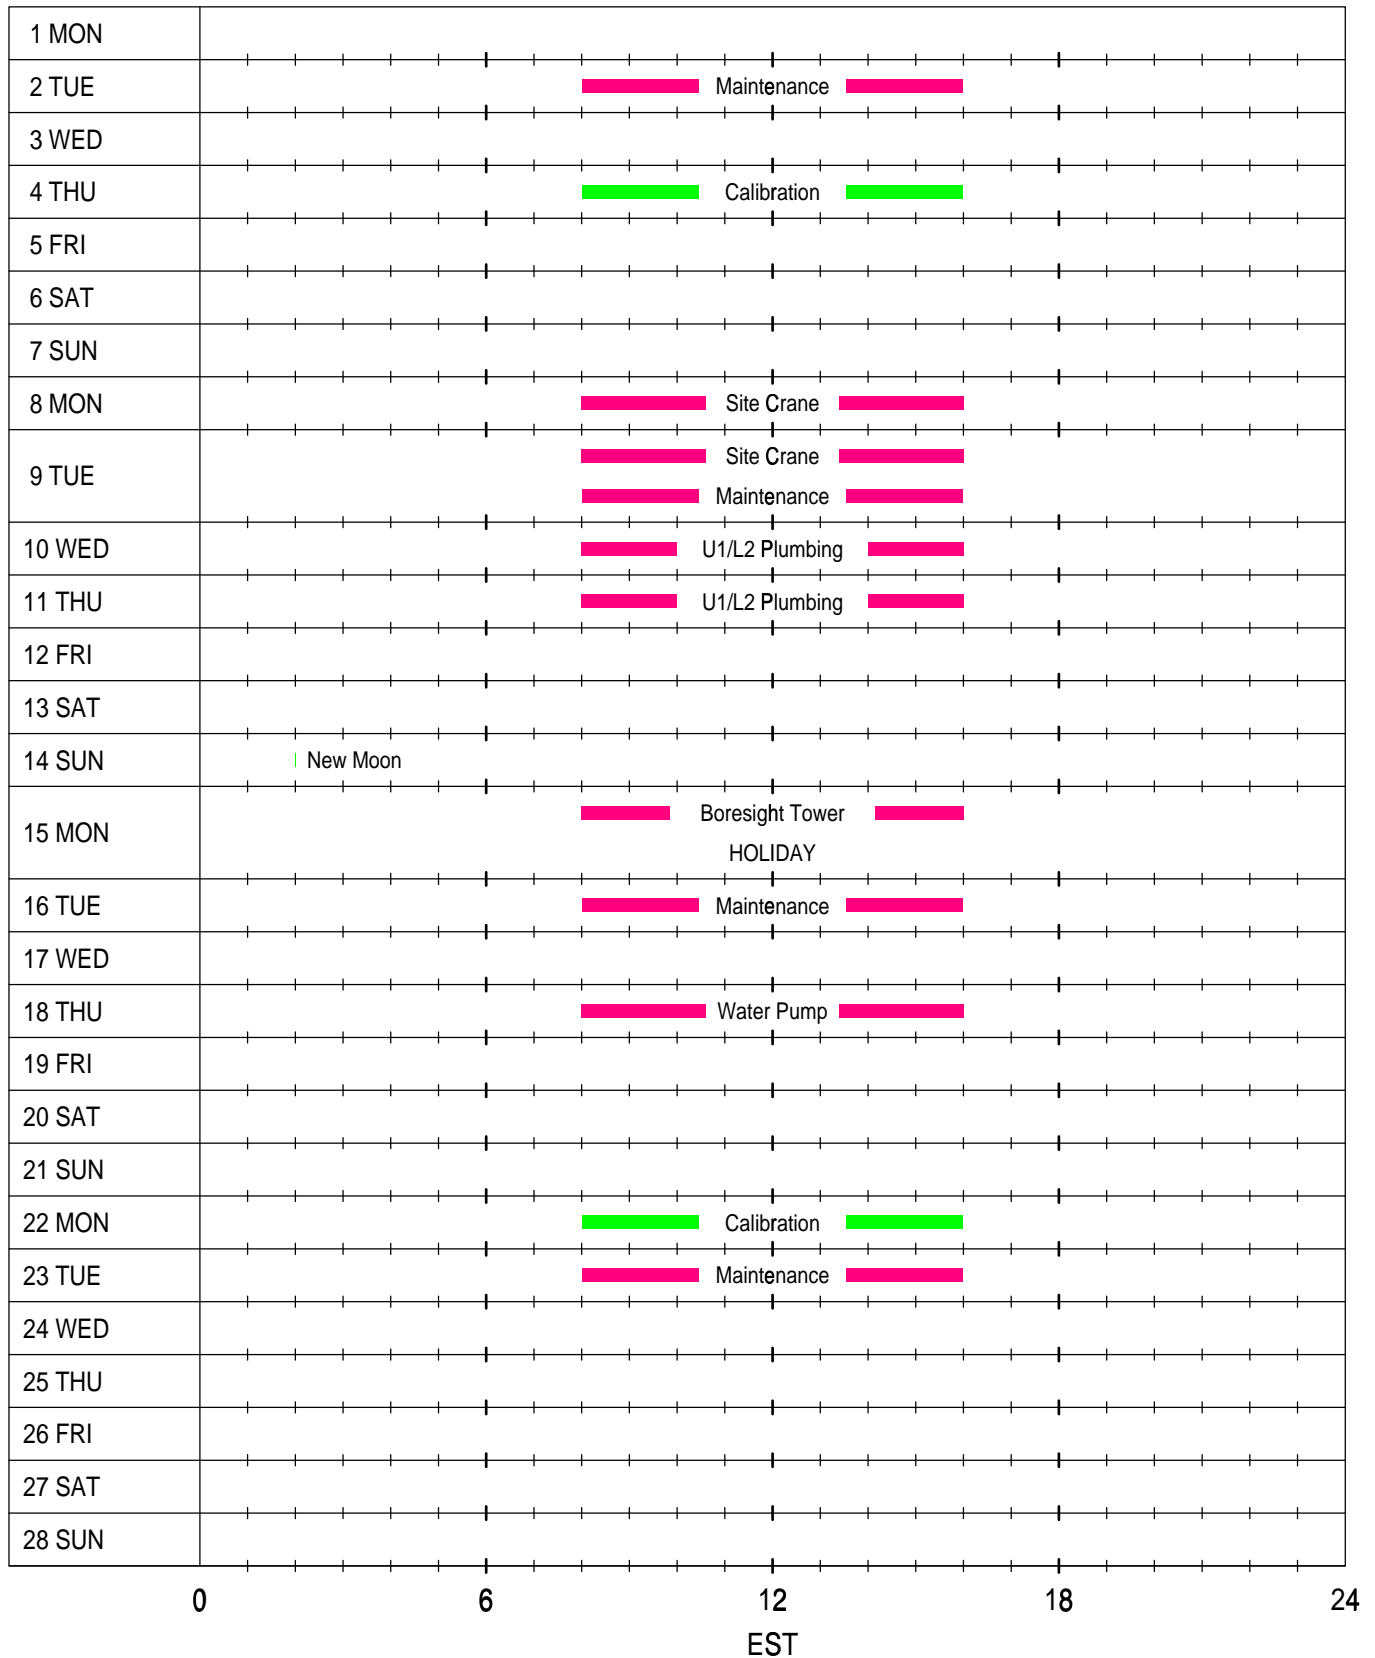 1 MON
2 TUE Maintenance
3 WED
4 THU Calibration
5 FRI
6 SAT
7 SUN
8 MON Site Crane
Site Crane
9 TUE
Maintenance
10 WED U1/L2 Plumbing
11 THU U1/L2 Plumbing
12 FRI
13 SAT
14 SUN New Moon
Boresight Tower
15 MON
HOLIDAY
16 TUE Maintenance
17 WED
18 THU Water Pump
19 FRI
20 SAT
21 SUN
22 MON Calibration
23 TUE Maintenance
24 WED
25 THU
26 FRI
27 SAT
28 SUN
0 6 12 18 24
EST